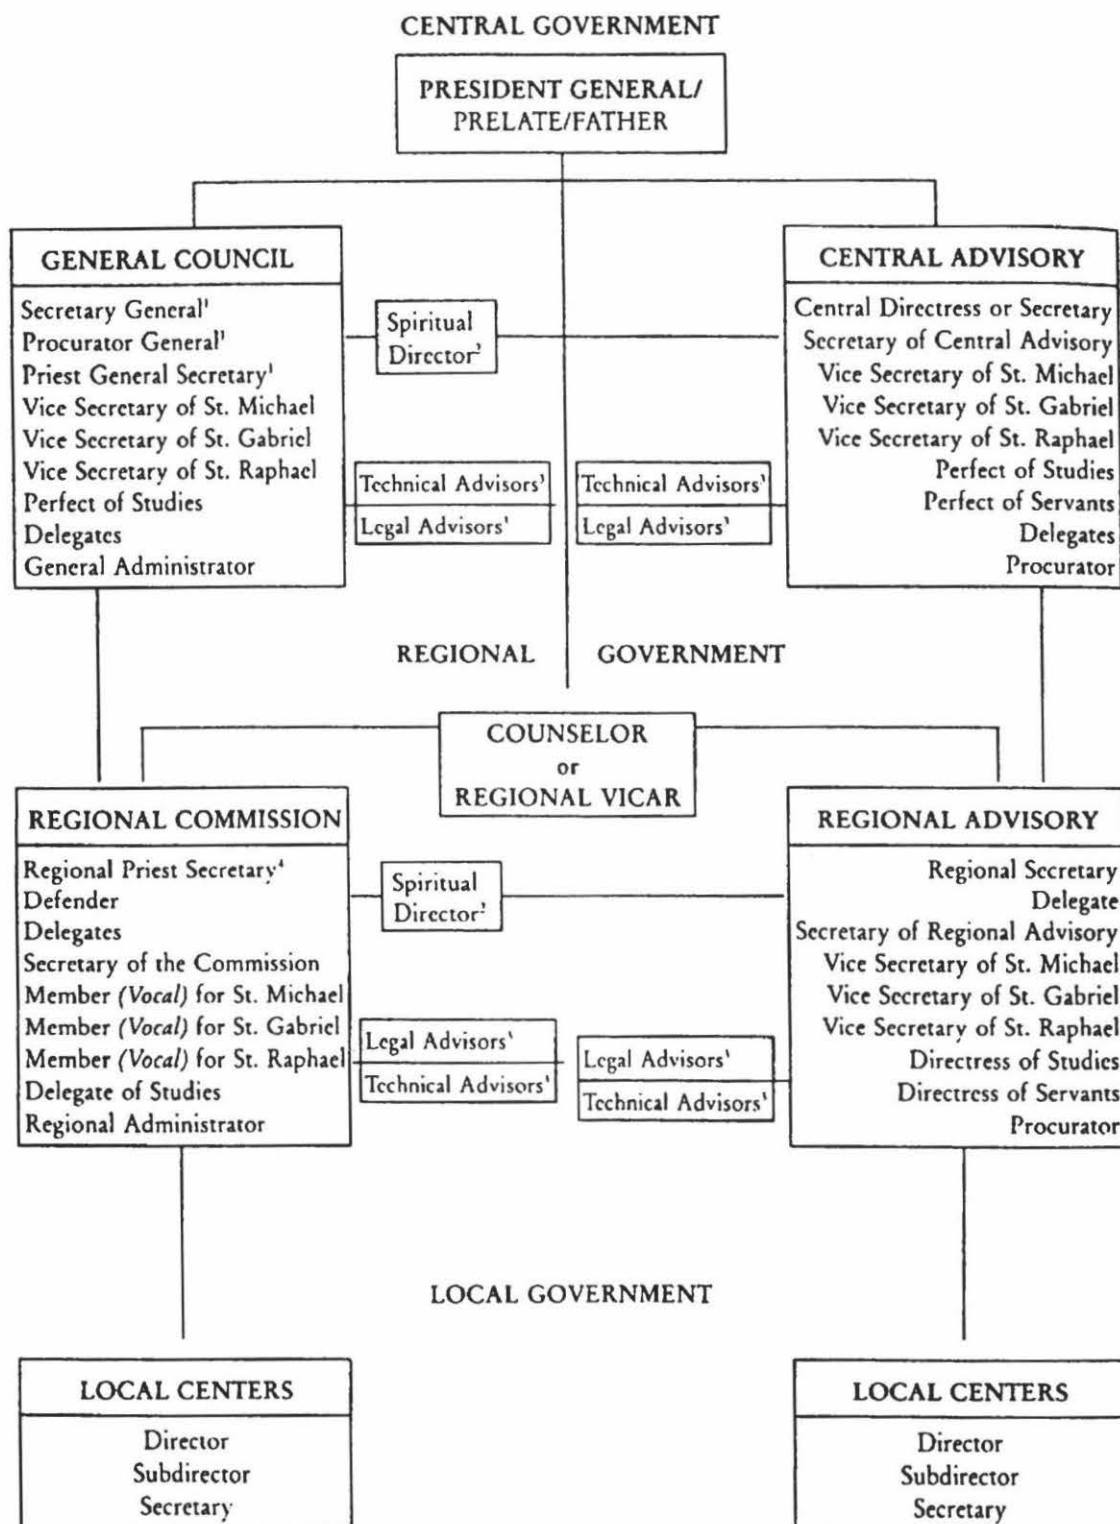 CENTRAL GOVERNMENT
PRESIDENT GENERAL/
PRELATE/FATHER
GENERAL COUNCIL
Secretary General¹
Procurator General¹
Priest General Secretary¹
Vice Secretary of St. Michael
Vice Secretary of St. Gabriel
Vice Secretary of St. Raphael
Perfect of Studies
Delegates
General Administrator
Spiritual
Director²
CENTRAL ADVISORY
Central Directress or Secretary
Secretary of Central Advisory
Vice Secretary of St. Michael
Vice Secretary of St. Gabriel
Vice Secretary of St. Raphael
Perfect of Studies
Perfect of Servants
Delegates
Procurator
Technical Advisors³
Legal Advisors³
Technical Advisors³
Legal Advisors³
REGIONAL GOVERNMENT
COUNSELOR
or
REGIONAL VICAR
REGIONAL COMMISSION
Regional Priest Secretary⁴
Defender
Delegates
Secretary of the Commission
Member (Vocal) for St. Michael
Member (Vocal) for St. Gabriel
Member (Vocal) for St. Raphael
Delegate of Studies
Regional Administrator
Spiritual
Director²
REGIONAL ADVISORY
Regional Secretary
Delegate
Secretary of Regional Advisory
Vice Secretary of St. Michael
Vice Secretary of St. Gabriel
Vice Secretary of St. Raphael
Directress of Studies
Directress of Servants
Procurator
Legal Advisors³
Technical Advisors³
Legal Advisors³
Technical Advisors³
LOCAL GOVERNMENT
LOCAL CENTERS
Director
Subdirector
Secretary
LOCAL CENTERS
Director
Subdirector
Secretary